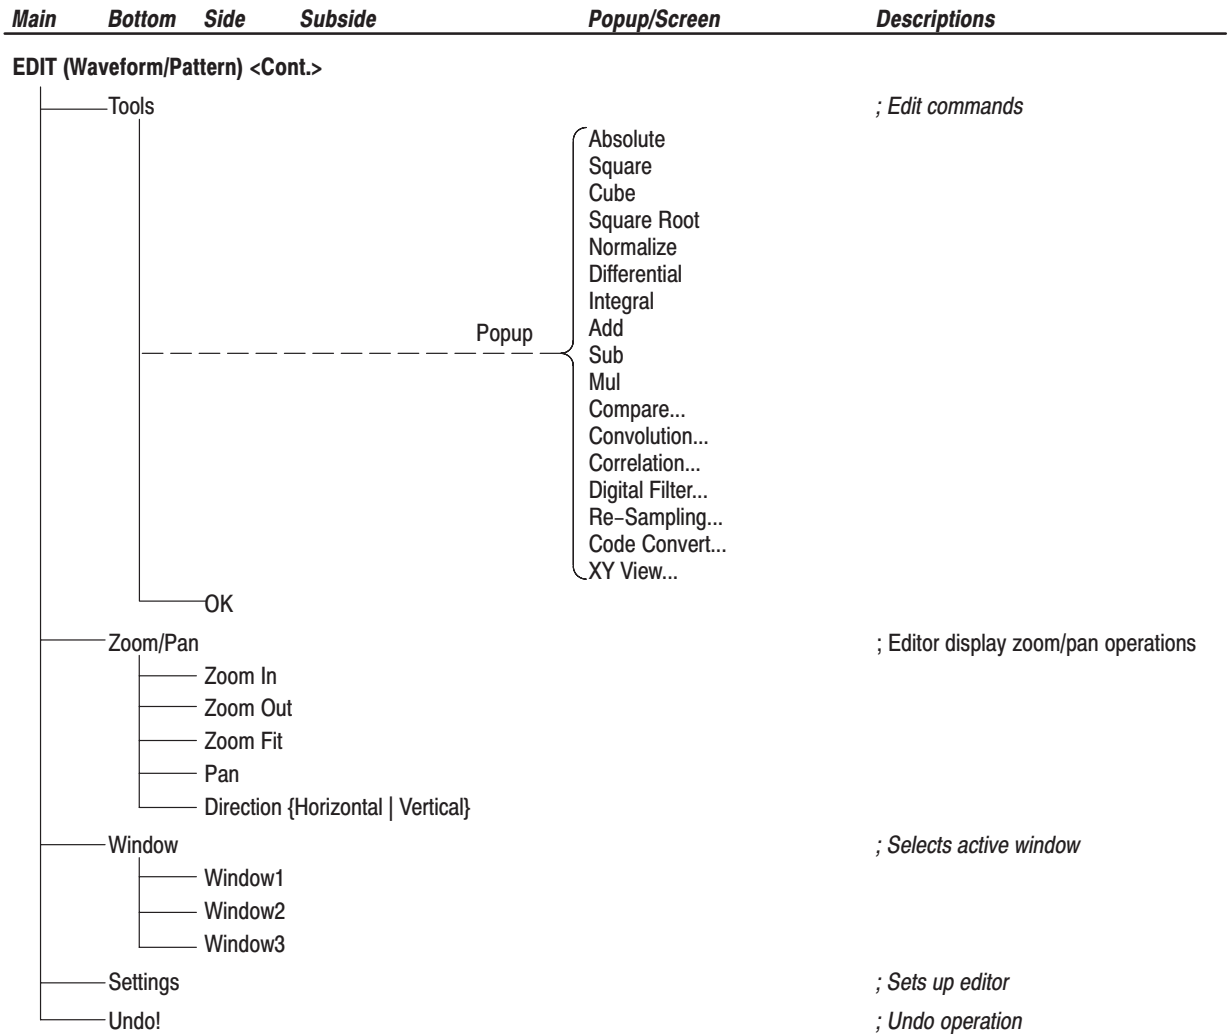 Main Bottom Side Subside Popup/Screen Descriptions
EDIT (Waveform/Pattern) <Cont.>
Tools ; Edit commands
Absolute
Square
Cube
Square Root
Normalize
Differential
Integral
Add
Popup
Sub
Mul
Compare...
Convolution...
Correlation...
Digital Filter...
Re–Sampling...
Code Convert...
XY View...
OK
Zoom/Pan ; Editor display zoom/pan operations
Zoom In
Zoom Out
Zoom Fit
Pan
Direction {Horizontal | Vertical}
Window ; Selects active window
Window1
Window2
Window3
Settings ; Sets up editor
Undo! ; Undo operation